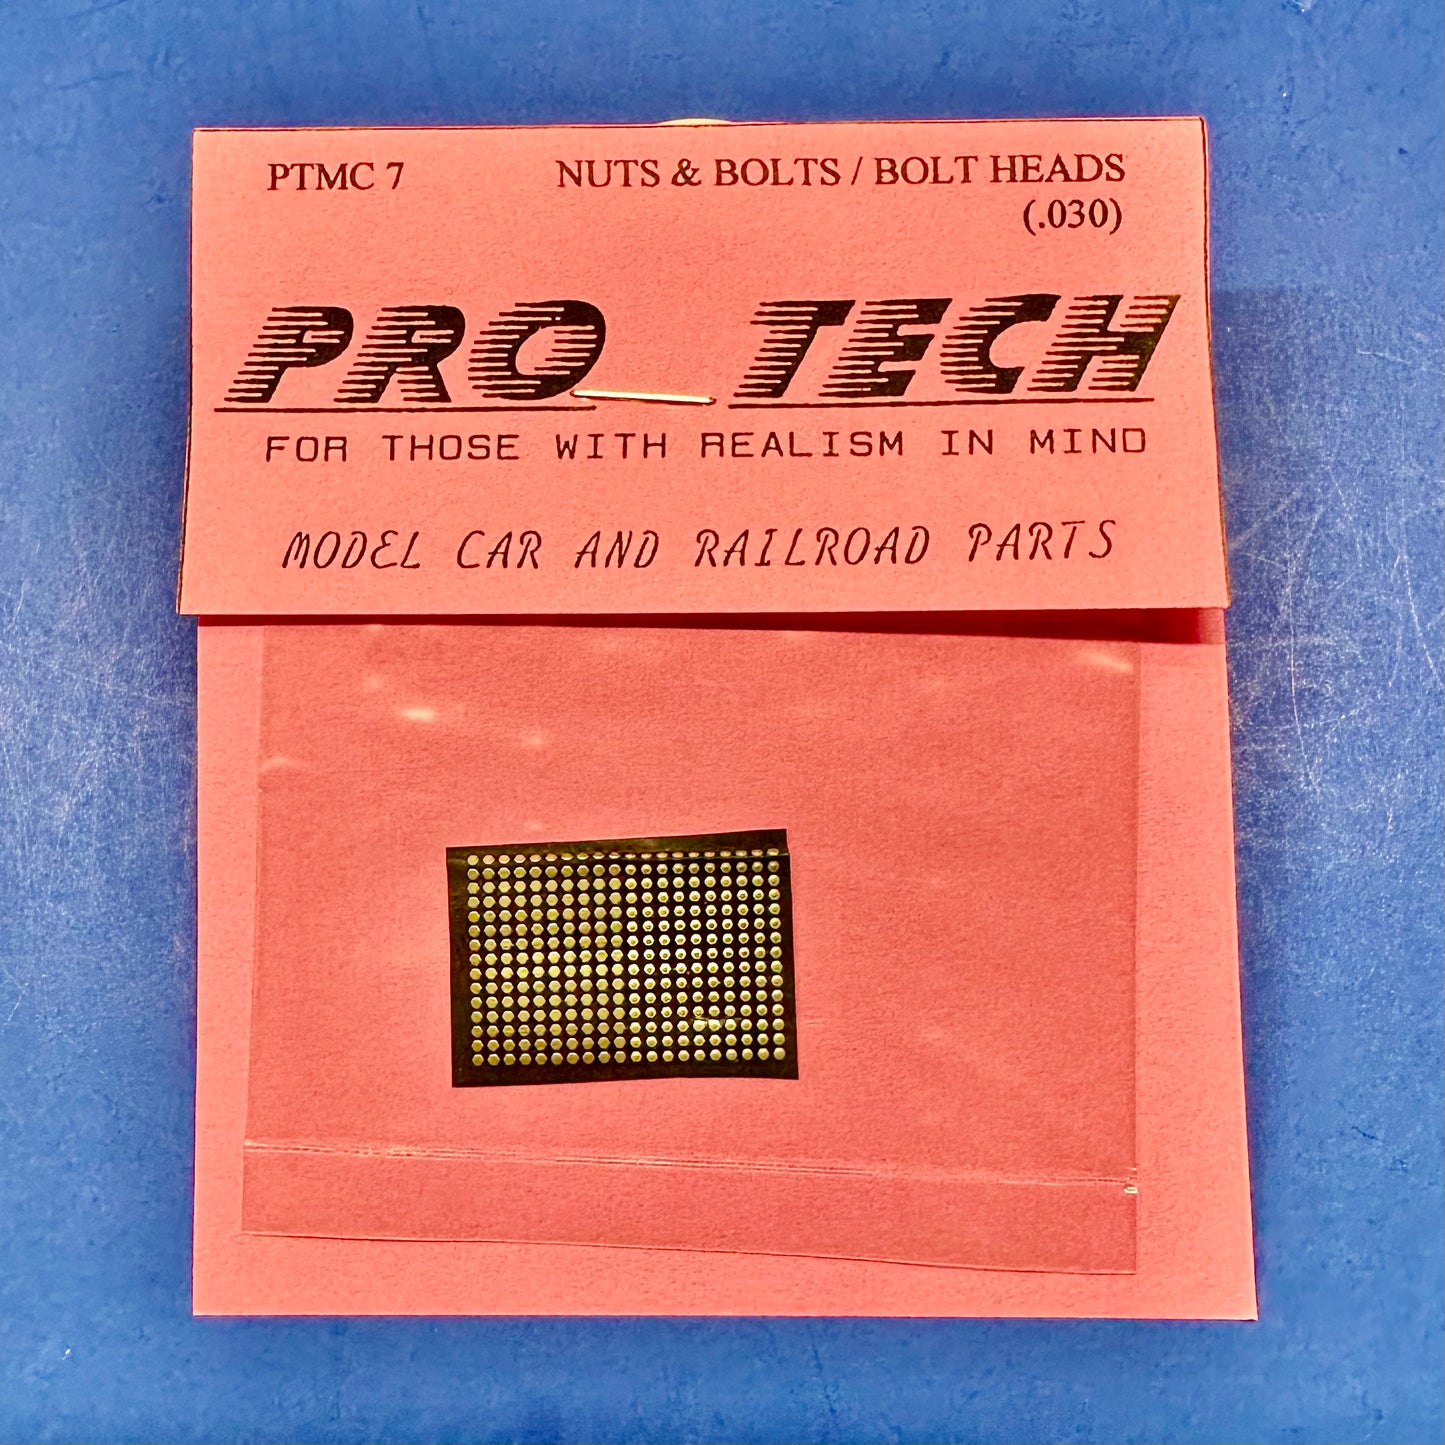 PTMC 7 NUTS & BOLTS / BOLT HEADS
(.030)
PRO TECH
FOR THOSE WITH REALISM IN MIND
MODEL CAR AND RAILROAD PARTS